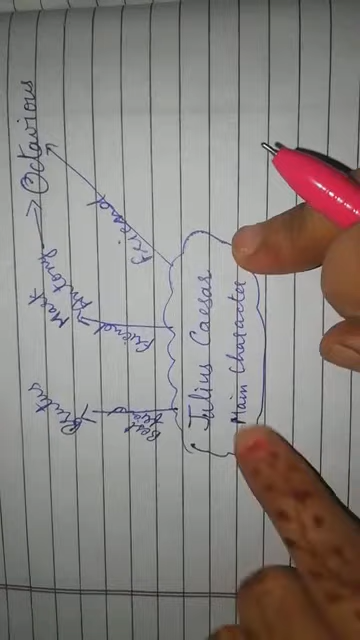 Julius Caesar
Main Character
Best friend
Brutus
Friend
Mark Antony
Friend
Octavious